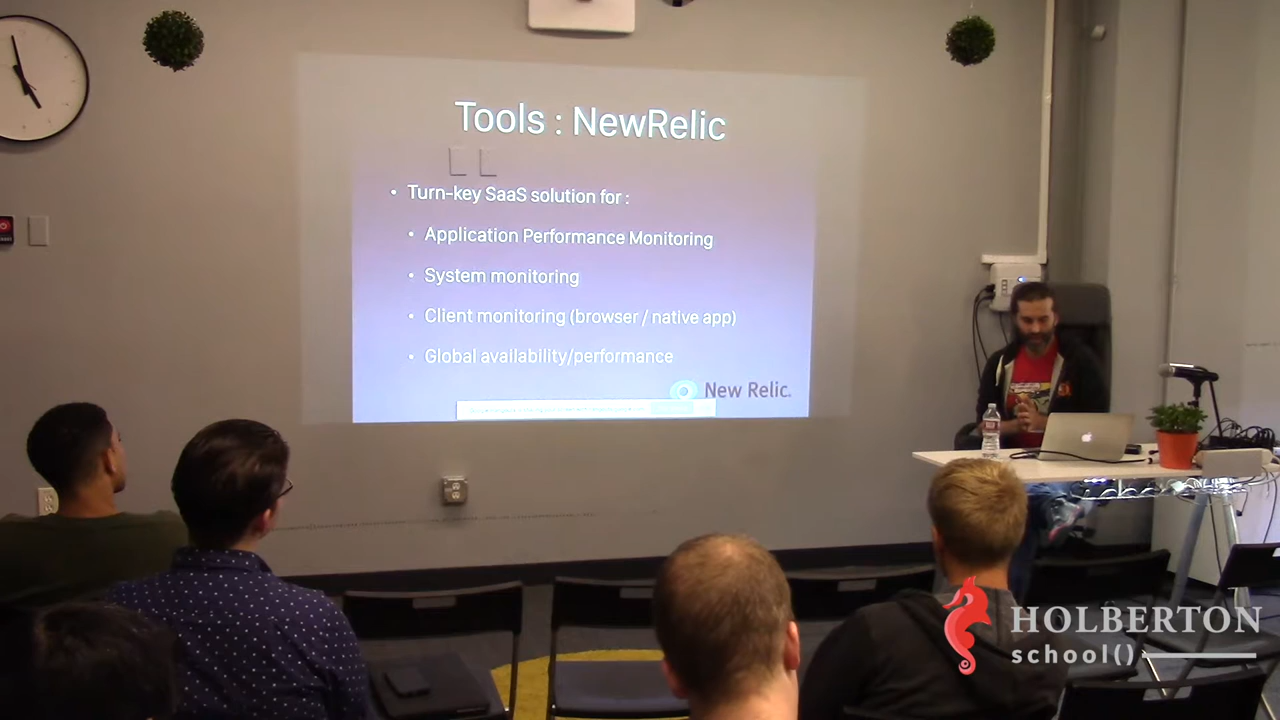 Tools : NewRelic
• Turn-key SaaS solution for :
• Application Performance Monitoring
• System monitoring
• Client monitoring (browser / native app)
• Global availability/performance
New Relic.
HOLBERTON
school()